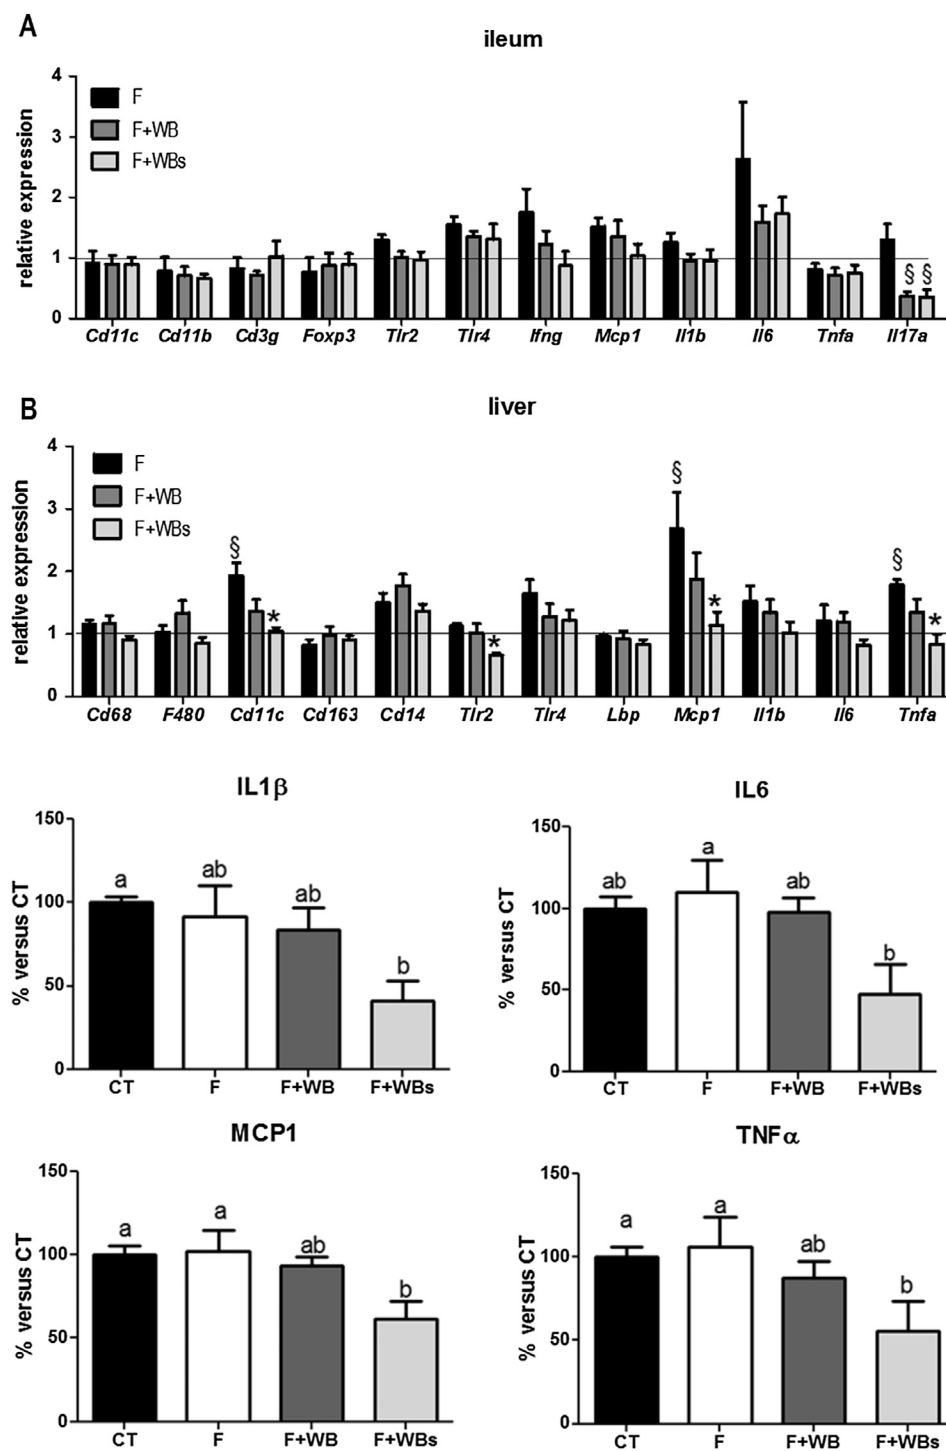 A
ileum
relative expression
4
3
2
1
0
F
F+WB
F+WBs
§ §
Cd11c Cd11b Cd3g Foxp3 Tlr2 Tlr4 Ifng Mcp1 Il1b Il6 Tnfa Il17a
B
liver
relative expression
4
3
2
1
0
F
F+WB
F+WBs
§ * * § * § *
Cd68 F480 Cd11c Cd163 Cd14 Tlr2 Tlr4 Lbp Mcp1 Il1b Il6 Tnfa
IL1β
% versus CT
150
100
50
0
a ab ab b
CT F F+WB F+WBs
IL6
% versus CT
150
100
50
0
ab a ab b
CT F F+WB F+WBs
MCP1
% versus CT
150
100
50
0
a a ab b
CT F F+WB F+WBs
TNFα
% versus CT
150
100
50
0
a a ab b
CT F F+WB F+WBs